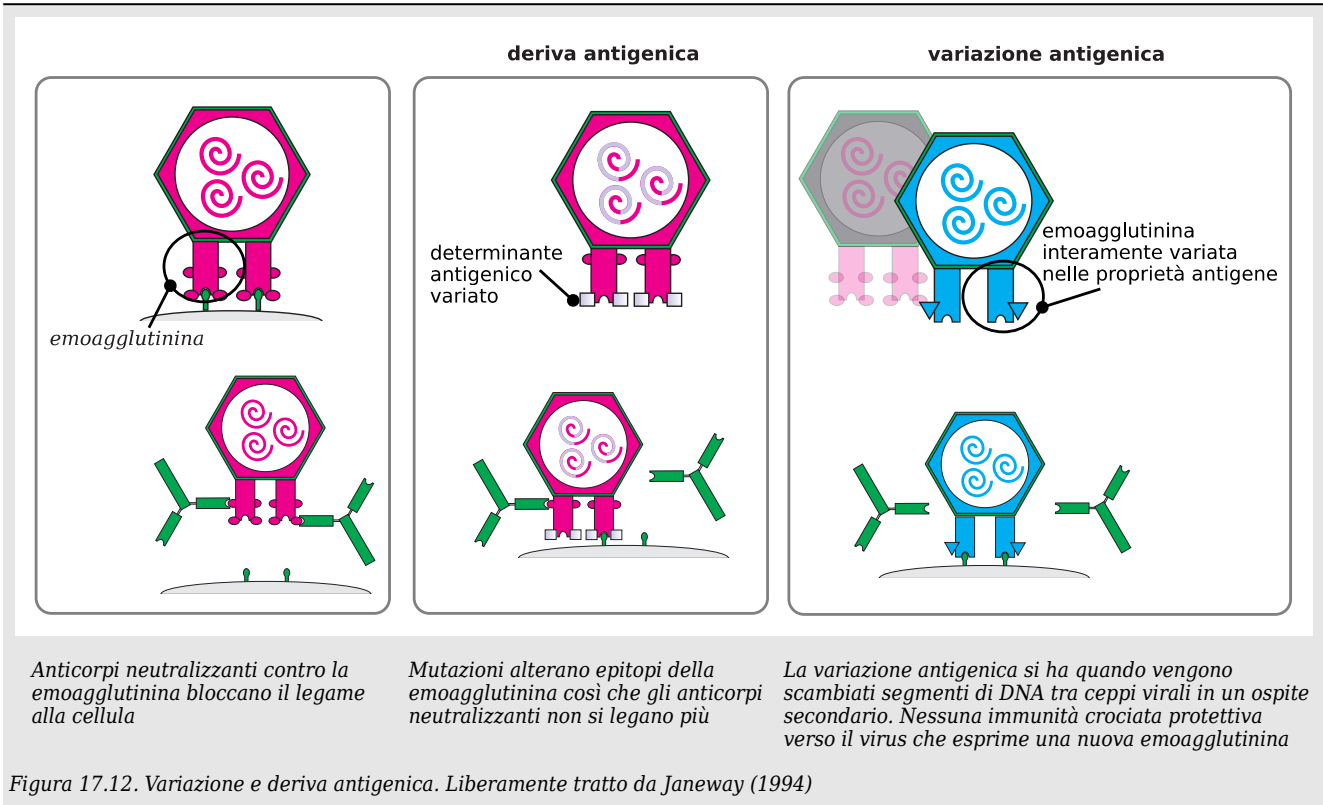 deriva antigenica
variazione antigenica
emoagglutinina
determinante
antigenico
variato
emoagglutinina
interamente variata
nelle proprietà antigene
Anticorpi neutralizzanti contro la
emoagglutinina bloccano il legame
alla cellula
Mutazioni alterano epitopi della
emoagglutinina così che gli anticorpi
neutralizzanti non si legano più
La variazione antigenica si ha quando vengono
scambiati segmenti di DNA tra ceppi virali in un ospite
secondario. Nessuna immunità crociata protettiva
verso il virus che esprime una nuova emoagglutinina
Figura 17.12. Variazione e deriva antigenica. Liberamente tratto da Janeway (1994)